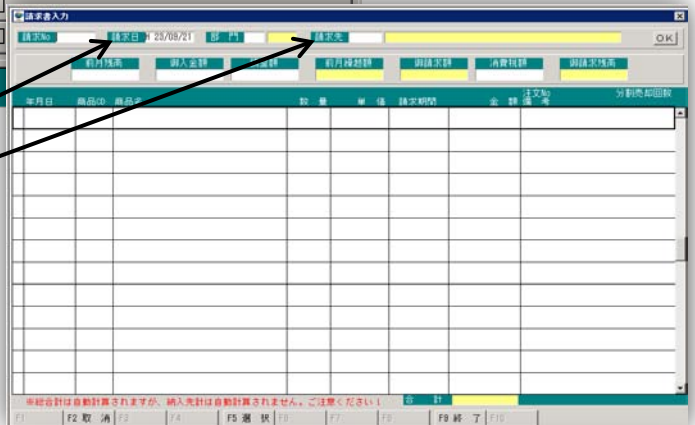 請求書入力
請求No 請求日 H 23/09/21 部 門 請求先 OK
前月残高 御入金額 金額 前月繰越額 御請求額 消費税額 御請求残高
年月日 商品CD 商品名 数 量 単 価 請求期間 金 額 注文No 備 考 分割売却回数
※総合計は自動計算されますが、納入先計は自動計算されません。ご注意ください！ 合 計
F1 F2 取 消 F3 F4 F5 選 択 F6 F7 F8 F9 終 了 F10